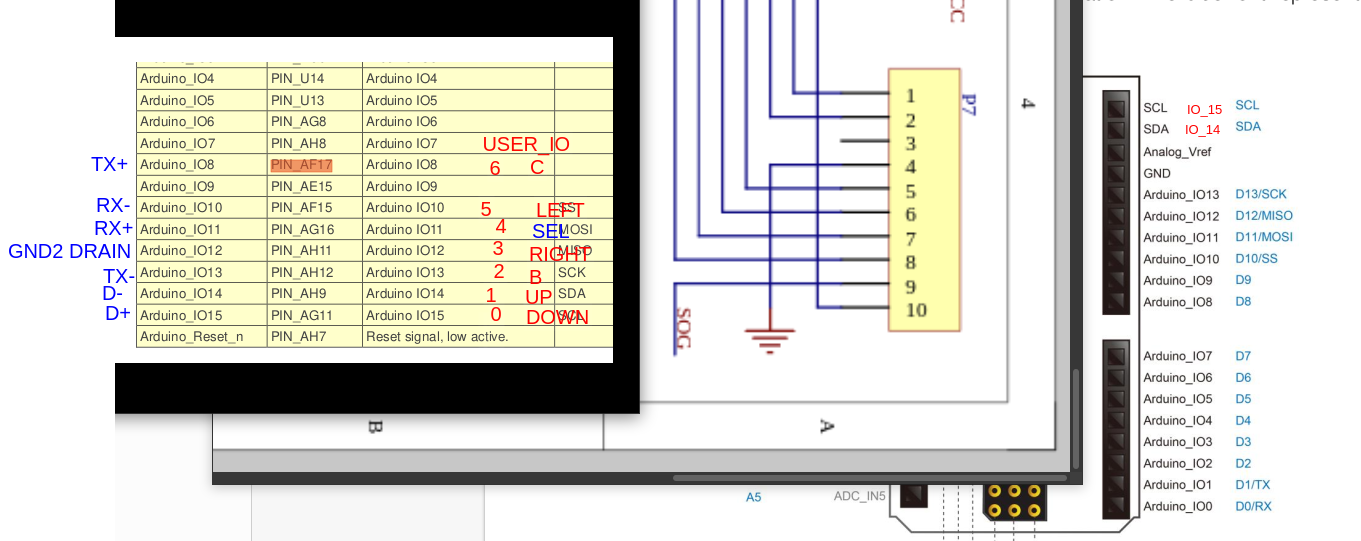 Arduino_IO4 PIN_U14 Arduino IO4
Arduino_IO5 PIN_U13 Arduino IO5
Arduino_IO6 PIN_AG8 Arduino IO6
Arduino_IO7 PIN_AH8 Arduino IO7 USER_IO
TX+ Arduino_IO8 PIN_AF17 Arduino IO8 6 C
Arduino_IO9 PIN_AE15 Arduino IO9
RX- Arduino_IO10 PIN_AF15 Arduino IO10 5 LEFT SS
RX+ Arduino_IO11 PIN_AG16 Arduino IO11 4 SEL MOSI
GND2 DRAIN Arduino_IO12 PIN_AH11 Arduino IO12 3 RIGHT MISO
TX- Arduino_IO13 PIN_AH12 Arduino IO13 2 B SCK
D- Arduino_IO14 PIN_AH9 Arduino IO14 1 UP SDA
D+ Arduino_IO15 PIN_AG11 Arduino IO15 0 DOWN SCL
Arduino_Reset_n PIN_AH7 Reset signal, low active.
CC
P7
1
2
3
4
5
6
7
8
9
10
SOG
4
B
A
A5 ADC_IN5
SCL IO_15 SCL
SDA IO_14 SDA
Analog_Vref
GND
Arduino_IO13 D13/SCK
Arduino_IO12 D12/MISO
Arduino_IO11 D11/MOSI
Arduino_IO10 D10/SS
Arduino_IO9 D9
Arduino_IO8 D8
Arduino_IO7 D7
Arduino_IO6 D6
Arduino_IO5 D5
Arduino_IO4 D4
Arduino_IO3 D3
Arduino_IO2 D2
Arduino_IO1 D1/TX
Arduino_IO0 D0/RX